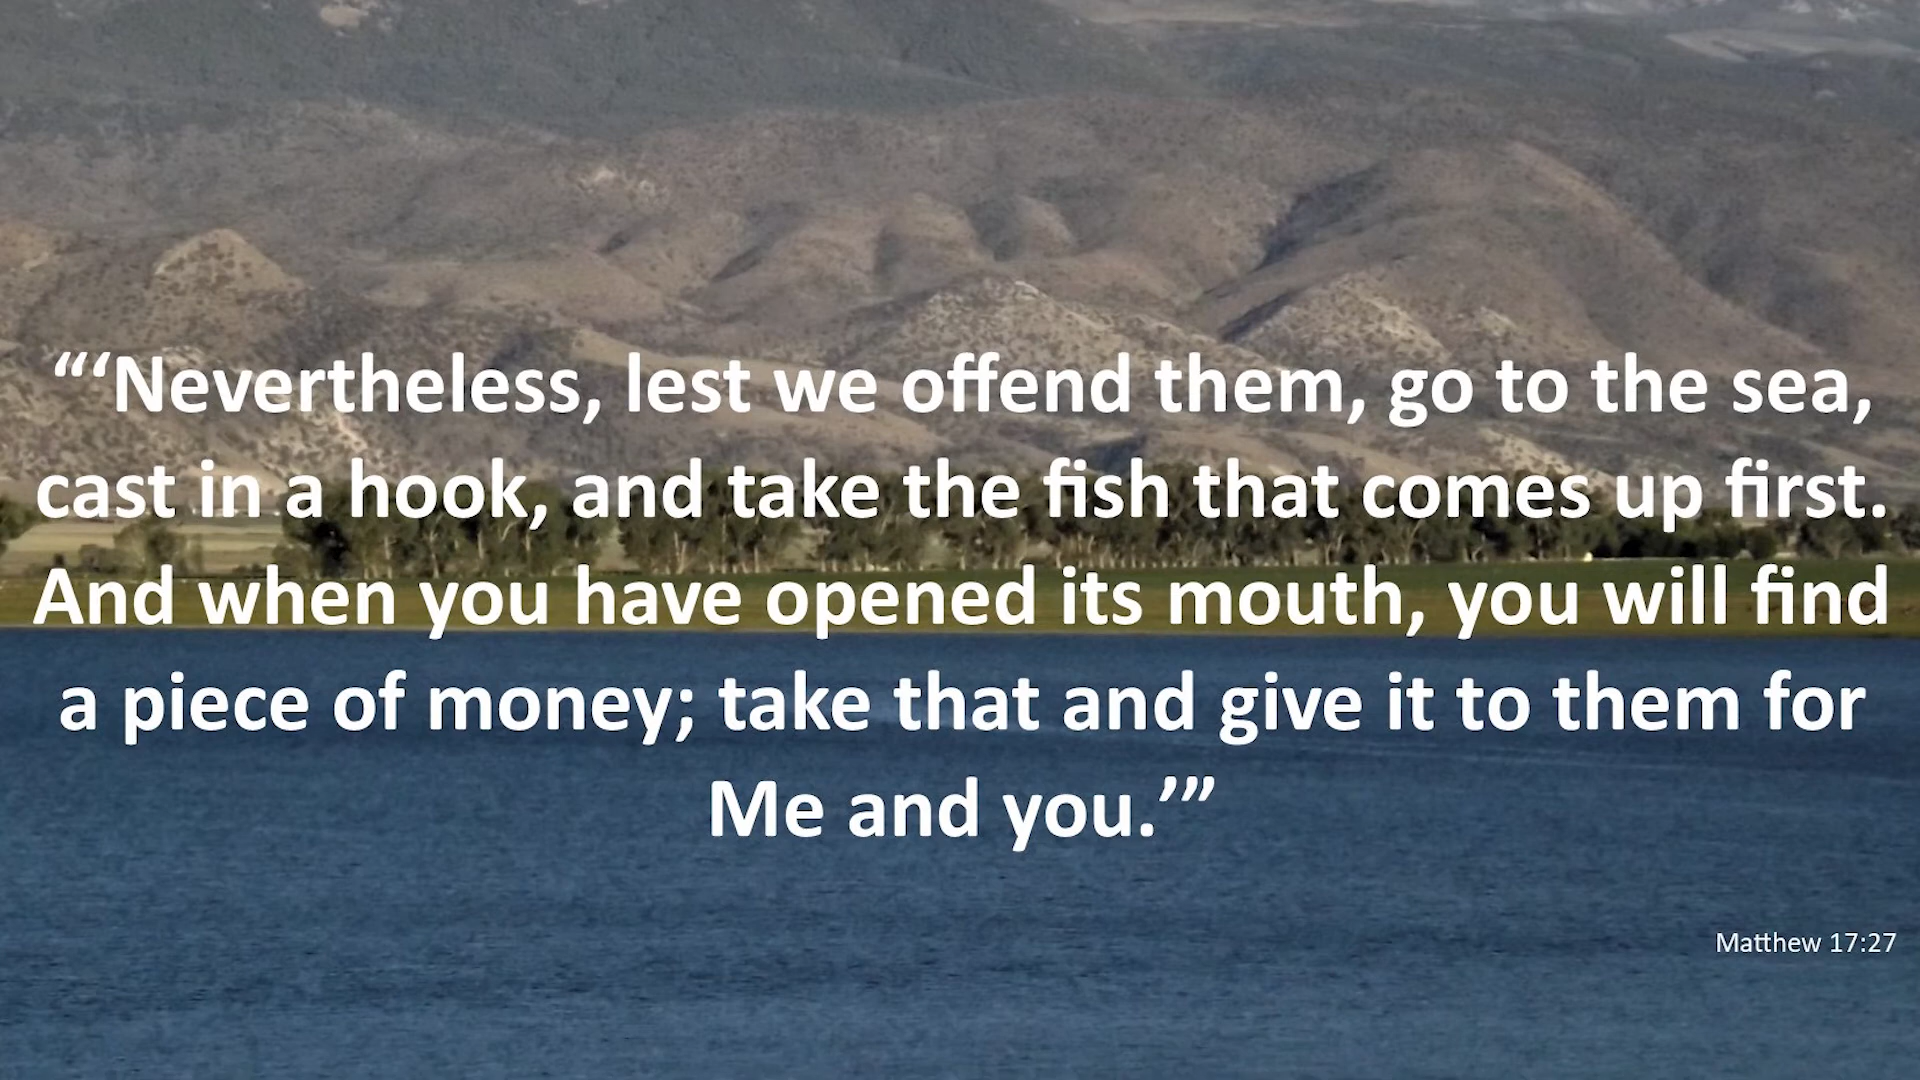 “‘Nevertheless, lest we offend them, go to the sea,
cast in a hook, and take the fish that comes up first.
And when you have opened its mouth, you will find
a piece of money; take that and give it to them for
Me and you.’”
Matthew 17:27